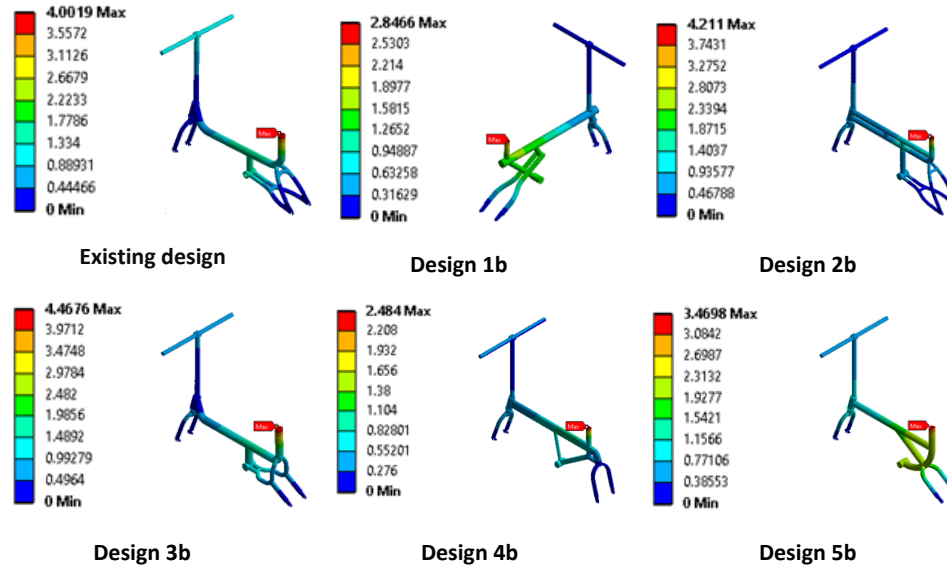 4.0019 Max
3.5572
3.1126
2.6679
2.2233
1.7786
1.334
0.88931
0.44466
0 Min
Max
Existing design
2.8466 Max
2.5303
2.214
1.8977
1.5815
1.2652
0.94887
0.63258
0.31629
0 Min
Max
Design 1b
4.211 Max
3.7431
3.2752
2.8073
2.3394
1.8715
1.4037
0.93577
0.46788
0 Min
Max
Design 2b
4.4676 Max
3.9712
3.4748
2.9784
2.482
1.9856
1.4892
0.99279
0.4964
0 Min
Max
Design 3b
2.484 Max
2.208
1.932
1.656
1.38
1.104
0.82801
0.55201
0.276
0 Min
Max
Design 4b
3.4698 Max
3.0842
2.6987
2.3132
1.9277
1.5421
1.1566
0.77106
0.38553
0 Min
Max
Design 5b